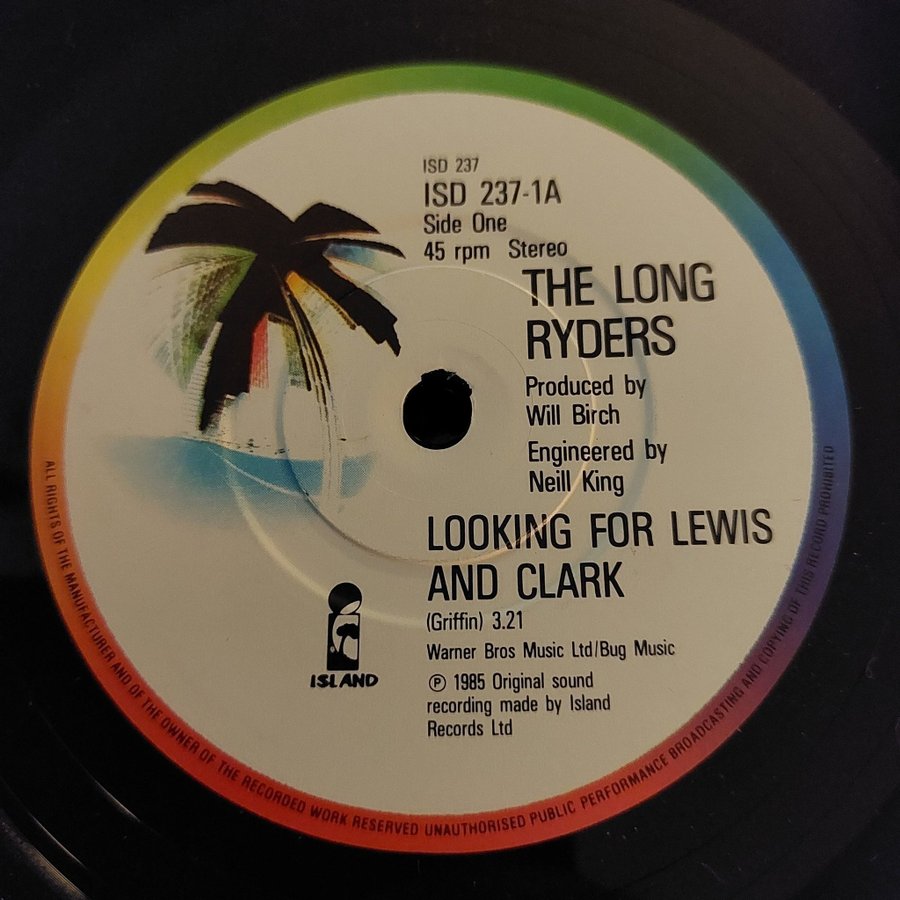 ISD 237
ISD 237-1A
Side One
45 rpm Stereo
THE LONG
RYDERS
Produced by
Will Birch
Engineered by
Neill King
LOOKING FOR LEWIS
AND CLARK
(Griffin) 3.21
Warner Bros Music Ltd/Bug Music
℗ 1985 Original sound
recording made by Island
Records Ltd
ISLAND
ALL RIGHTS OF THE MANUFACTURER AND OF THE OWNER OF THE RECORDED WORK RESERVED UNAUTHORISED PUBLIC PERFORMANCE BROADCASTING AND COPYING OF THIS RECORD PROHIBITED